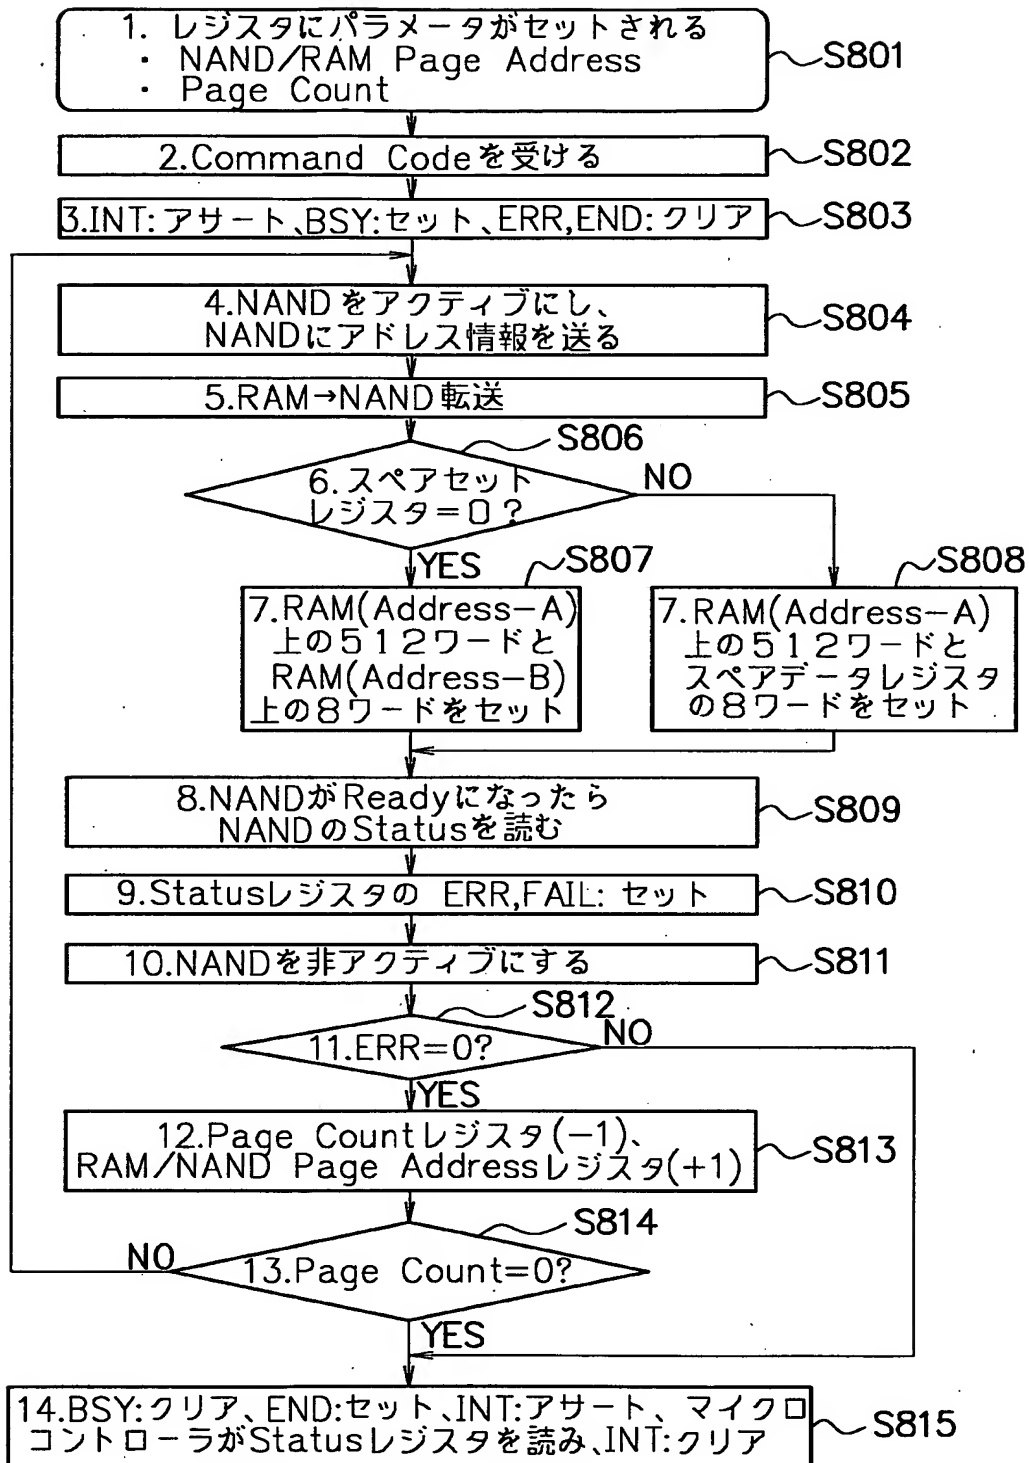 1. レジスタにパラメータがセットされる
・ NAND/RAM Page Address
・ Page Count
S801
2.Command Codeを受ける
S802
3.INT:アサート、BSY:セット、ERR,END:クリア
S803
4.NANDをアクティブにし、
NANDにアドレス情報を送る
S804
5.RAM→NAND転送
S805
S806
6.スペアセット
レジスタ=0?
NO
YES
S807
7.RAM(Address-A)
上の512ワードと
RAM(Address-B)
上の8ワードをセット
S808
7.RAM(Address-A)
上の512ワードと
スペアデータレジスタ
の8ワードをセット
8.NANDがReadyになったら
NANDのStatusを読む
S809
9.Statusレジスタの ERR,FAIL: セット
S810
10.NANDを非アクティブにする
S811
S812
11.ERR=0?
NO
YES
12.Page Countレジスタ(-1)、
RAM/NAND Page Addressレジスタ(+1)
S813
S814
NO
13.Page Count=0?
YES
14.BSY:クリア、END:セット、INT:アサート、マイクロ
コントローラがStatusレジスタを読み、INT:クリア
S815